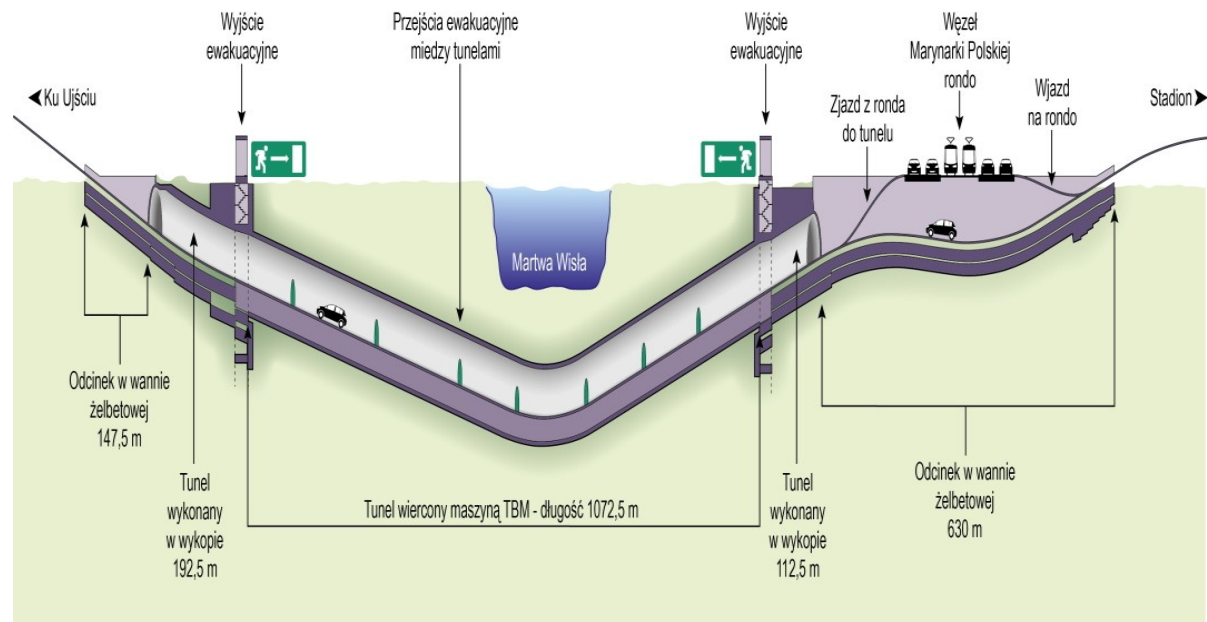 Wyjście
ewakuacyjne
Przejścia ewakuacyjne
miedzy tunelami
Wyjście
ewakuacyjne
Węzeł
Marynarki Polskiej
rondo
Ku Ujściu
Zjazd z ronda
do tunelu
Wjazd
na rondo
Stadion
Martwa Wisła
Odcinek w wannie
żelbetowej
147,5 m
Tunel
wykonany
w wykopie
192,5 m
Tunel wiercony maszyną TBM - długość 1072,5 m
Tunel
wykonany
w wykopie
112,5 m
Odcinek w wannie
żelbetowej
630 m